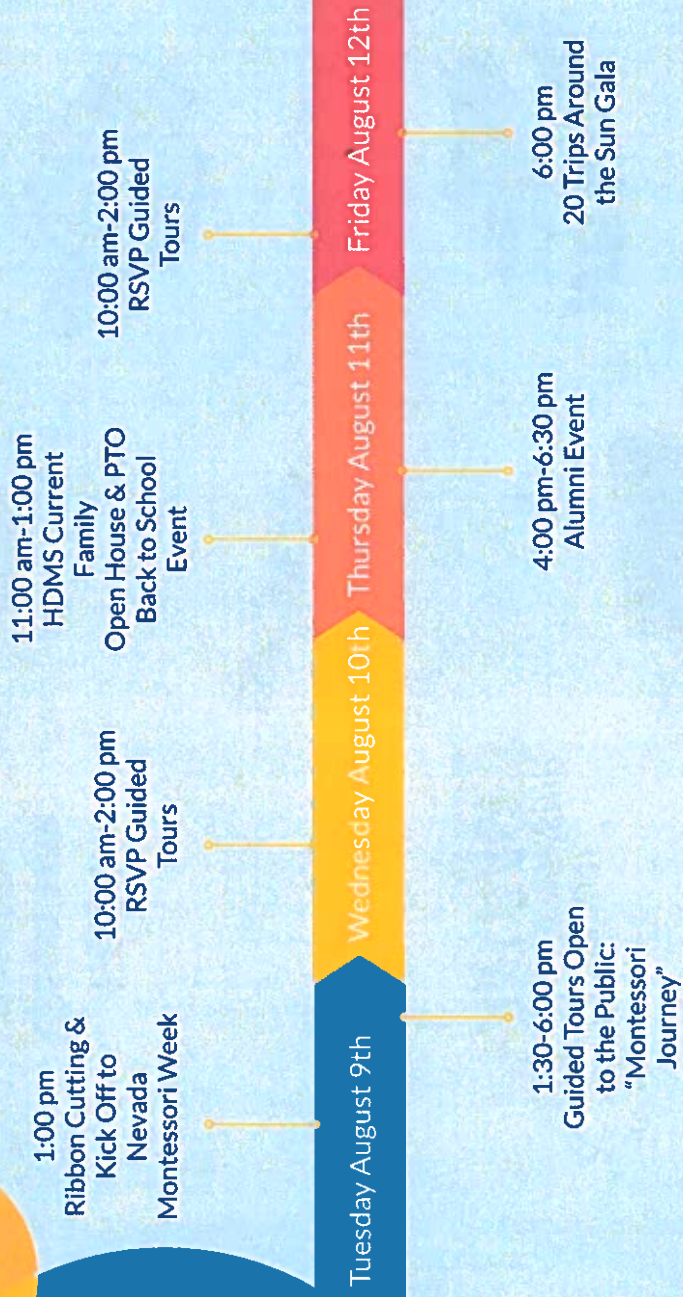 1:00 pm
Ribbon Cutting &
Kick Off to
Nevada
Montessori Week
10:00 am-2:00 pm
RSVP Guided
Tours
11:00 am-1:00 pm
HDMS Current
Family
Open House & PTO
Back to School
Event
10:00 am-2:00 pm
RSVP Guided
Tours
Tuesday August 9th
Wednesday August 10th
Thursday August 11th
Friday August 12th
1:30-6:00 pm
Guided Tours Open
to the Public:
"Montessori
Journey"
4:00 pm-6:30 pm
Alumni Event
6:00 pm
20 Trips Around
the Sun Gala